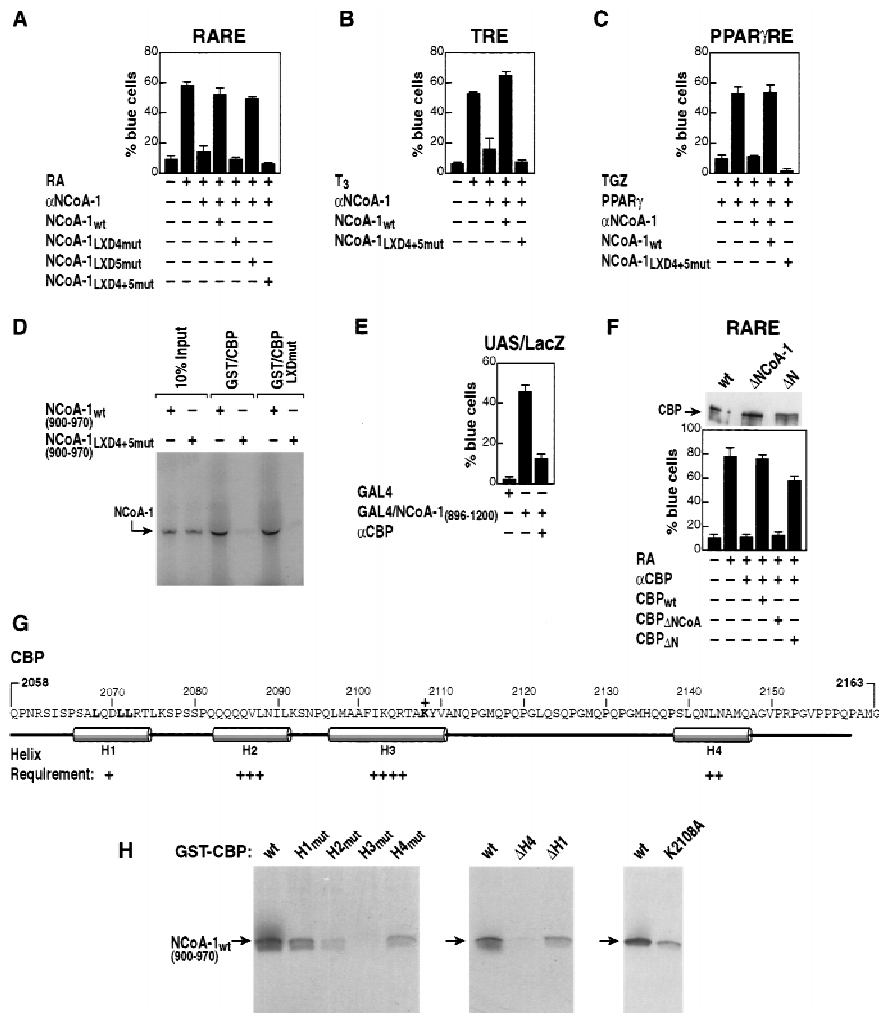 A
RARE
% blue cells
80
60
40
20
0
RA – + + + + + +
αNCoA-1 – – + + + + +
NCoA-1wt – – – + – – –
NCoA-1LXD4mut – – – – + – –
NCoA-1LXD5mut – – – – – + –
NCoA-1LXD4+5mut – – – – – – +
B
TRE
% blue cells
80
60
40
20
0
T3 – + + + +
αNCoA-1 – – + + +
NCoA-1wt – – – + –
NCoA-1LXD4+5mut – – – – +
C
PPARγRE
% blue cells
80
60
40
20
0
TGZ – + + + +
PPARγ + + + + +
αNCoA-1 – – + + –
NCoA-1wt – – – + –
NCoA-1LXD4+5mut – – – – +
D
10% Input
GST/CBP
GST/CBP LXDmut
NCoA-1wt + – + – + –
(900-970)
NCoA-1LXD4+5mut – + – + – +
(900-970)
NCoA-1
E
UAS/LacZ
% blue cells
60
40
20
0
GAL4 + – –
GAL4/NCoA-1(896-1200) – + +
αCBP – – +
F
RARE
wt
ΔNCoA-1
ΔN
CBP
% blue cells
100
80
60
40
20
0
RA – + + + + +
αCBP – – + + + +
CBPwt – – – + – –
CBPΔNCoA – – – – + –
CBPΔN – – – – – +
G
CBP
2058 2070 2080 2090 2100 2110 2120 2130 2140 2150 2163
+
QPNRSISPSALQDLLRTLKSPSSPQQQQQVLNILKSNPQLMAAFIKQRTAKYVANQPGMQPQPGLQSQPGMQPQPGMHQQPSLQNLNAMQAGVPRPGVPPPQPAMG
Helix H1 H2 H3 H4
Requirement: + +++ ++++ ++
H
GST-CBP: wt H1mut H2mut H3mut H4mut wt ΔH4 ΔH1 wt K2108A
NCoA-1wt
(900-970)